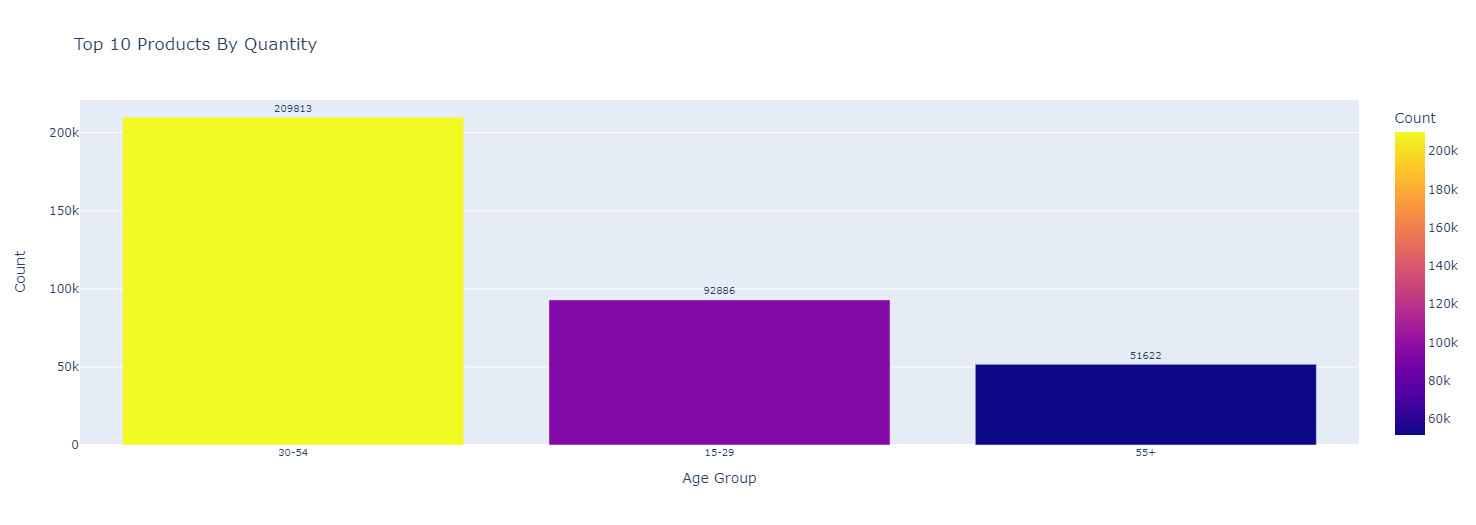 Top 10 Products By Quantity
209813
92886
51622
200k
150k
100k
50k
0
Count
30-54
15-29
55+
Age Group
Count
200k
180k
160k
140k
120k
100k
80k
60k